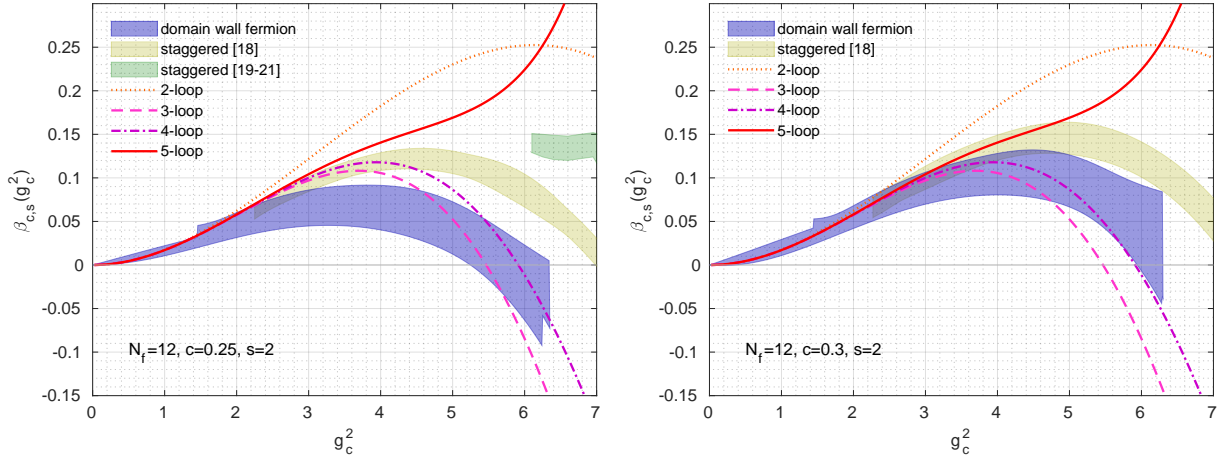 domain wall fermion
staggered [18]
staggered [19-21]
2-loop
3-loop
4-loop
5-loop
N_f=12, c=0.25, s=2
β_{c,s}(g_c^2)
0.25
0.2
0.15
0.1
0.05
0
-0.05
-0.1
-0.15
0 1 2 3 4 5 6 7
g_c^2
domain wall fermion
staggered [18]
2-loop
3-loop
4-loop
5-loop
N_f=12, c=0.3, s=2
β_{c,s}(g_c^2)
0.25
0.2
0.15
0.1
0.05
0
-0.05
-0.1
-0.15
0 1 2 3 4 5 6 7
g_c^2